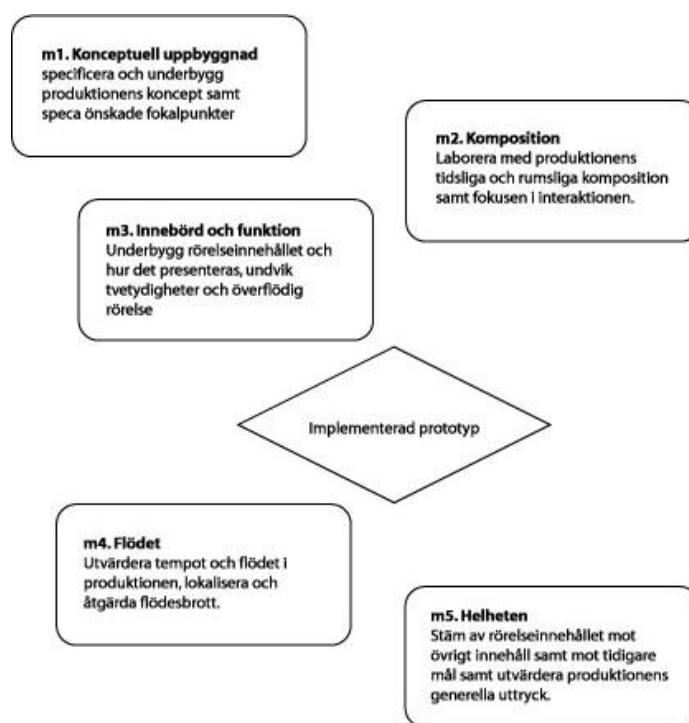 m1. Konceptuell uppbyggnad
specificera och underbygg
produktionens koncept samt
speca önskade fokalpunkter
m2. Komposition
Laborera med produktionens
tidsliga och rumsliga komposition
samt fokusen i interaktionen.
m3. Innebörd och funktion
Underbygg rörelseinnehållet och
hur det presenteras, undvik
tvetydigheter och överflödig
rörelse
Implementerad prototyp
m4. Flödet
Utvärdera tempot och flödet i
produktionen, lokalisera och
åtgärda flödesbrott.
m5. Helheten
Stäm av rörelseinnehållet mot
övrigt innehåll samt mot tidigare
mål samt utvärdera produktionens
generella uttryck.